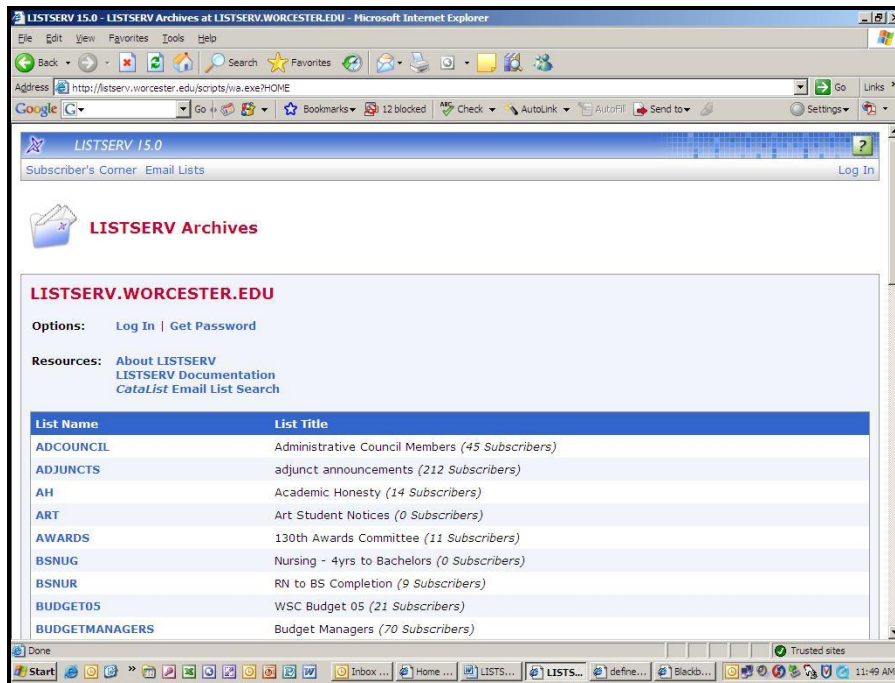 LISTSERV 15.0 - LISTSERV Archives at LISTSERV.WORCESTER.EDU - Microsoft Internet Explorer
File Edit View Favorites Tools Help
Back Search Favorites
Address http://listserv.worcester.edu/scripts/wa.exe?HOME Go Links »
Google G Go Bookmarks 12 blocked ABC Check AutoLink AutoFill Send to Settings
LISTSERV 15.0 ?
Subscriber's Corner Email Lists Log In
LISTSERV Archives
LISTSERV.WORCESTER.EDU
Options: Log In | Get Password
Resources: About LISTSERV
LISTSERV Documentation
CataList Email List Search
List Name List Title
ADCOUNCIL Administrative Council Members (45 Subscribers)
ADJUNCTS adjunct announcements (212 Subscribers)
AH Academic Honesty (14 Subscribers)
ART Art Student Notices (0 Subscribers)
AWARDS 130th Awards Committee (11 Subscribers)
BSNUG Nursing - 4yrs to Bachelors (0 Subscribers)
BSNUR RN to BS Completion (9 Subscribers)
BUDGET05 WSC Budget 05 (21 Subscribers)
BUDGETMANAGERS Budget Managers (70 Subscribers)
Done Trusted sites
Start » Inbox ... Home ... LISTS... LISTS... define... Blackb... 11:49 AM